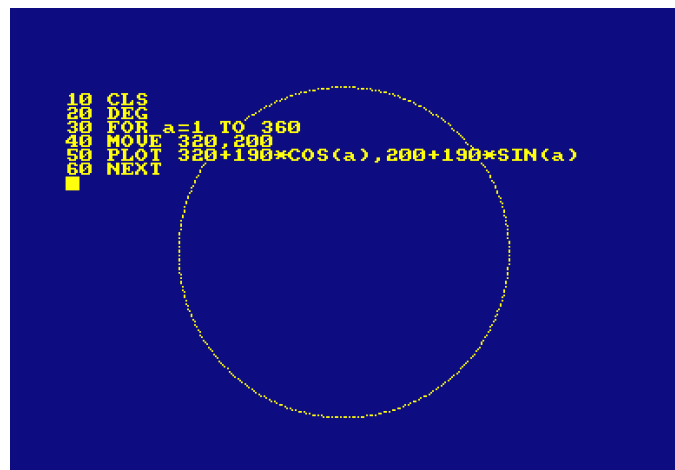 10 CLS
20 DEG
30 FOR a=1 TO 360
40 MOVE 320,200
50 PLOT 320+190*COS(a),200+190*SIN(a)
60 NEXT